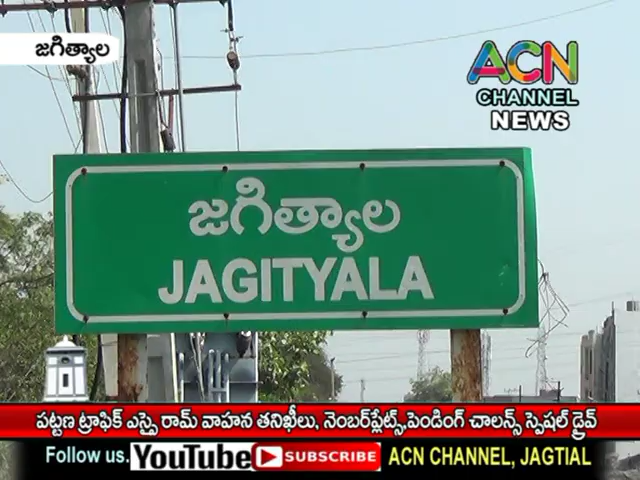 జగిత్యాల
ACN
CHANNEL
NEWS
జగిత్యాల
JAGITYALA
పట్టణ ట్రాఫిక్ ఎస్సై రామ్ వాహన తనిఖీలు, నెంబర్‌ప్లేట్స్,పెండింగ్ చాలన్స్ స్పెషల్ డ్రైవ్
Follow us. YouTube SUBSCRIBE ACN CHANNEL, JAGTIAL